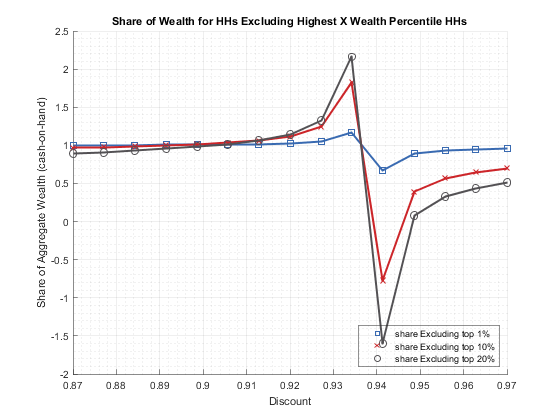 Share of Wealth for HHs Excluding Highest X Wealth Percentile HHs
Share of Aggregate Wealth (cash-on-hand)
2.5
2
1.5
1
0.5
0
-0.5
-1
-1.5
-2
share Excluding top 1%
share Excluding top 10%
share Excluding top 20%
0.87 0.88 0.89 0.9 0.91 0.92 0.93 0.94 0.95 0.96 0.97
Discount